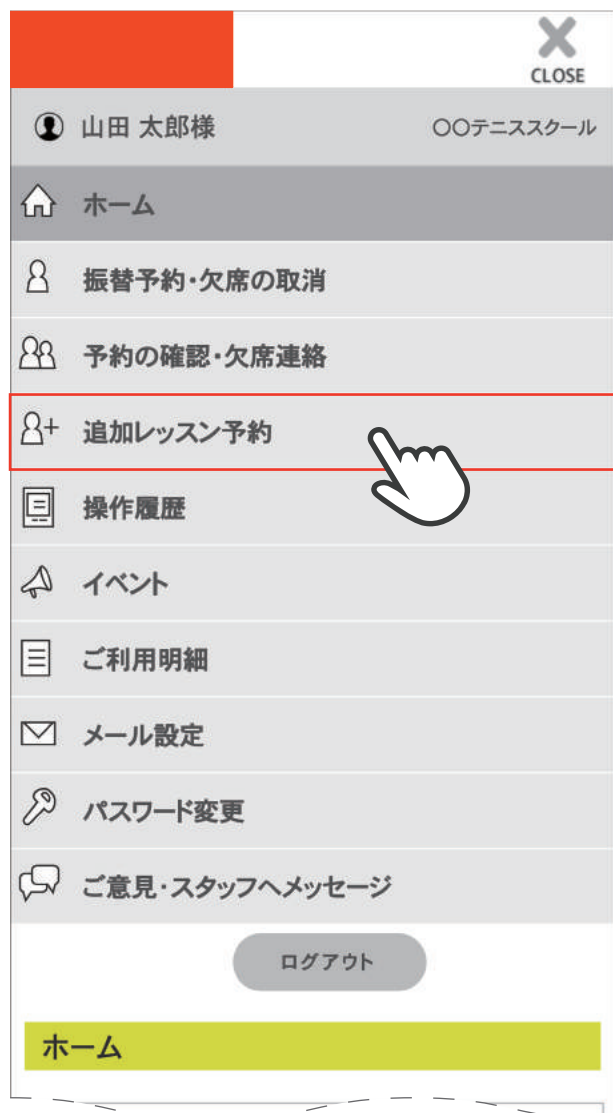 CLOSE
山田 太郎様 〇〇テニススクール
ホーム
振替予約・欠席の取消
予約の確認・欠席連絡
追加レッスン予約
操作履歴
イベント
ご利用明細
メール設定
パスワード変更
ご意見・スタッフへメッセージ
ログアウト
ホーム